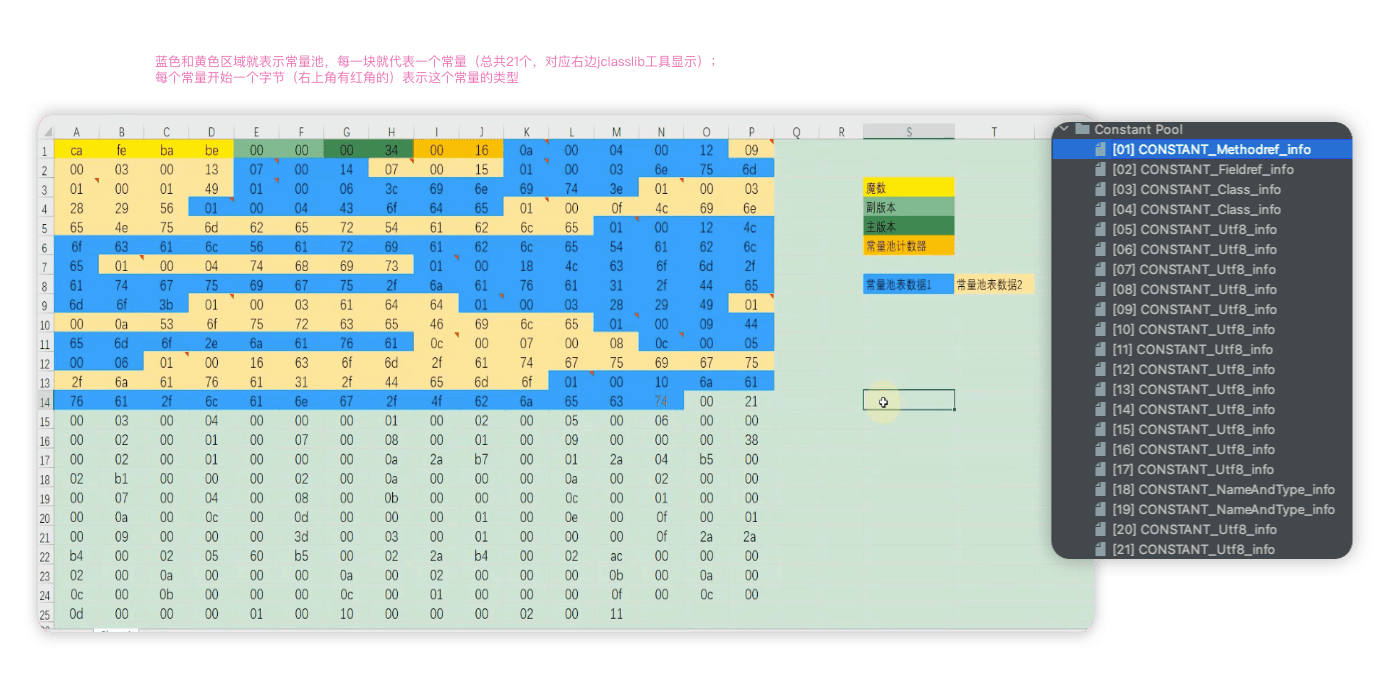 蓝色和黄色区域就表示常量池，每一块就代表一个常量（总共21个，对应右边jclasslib工具显示）；
每个常量开始一个字节（右上角有红角的）表示这个常量的类型
A B C D E F G H I J K L M N O P Q R S T
1 ca fe ba be 00 00 00 34 00 16 0a 00 04 00 12 09
2 00 03 00 13 07 00 14 07 00 15 01 00 03 6e 75 6d
3 01 00 01 49 01 00 06 3c 69 6e 69 74 3e 01 00 03 魔数
4 28 29 56 01 00 04 43 6f 64 65 01 00 0f 4c 69 6e 副版本
5 65 4e 75 6d 62 65 72 54 61 62 6c 65 01 00 12 4c 主版本
6 6f 63 61 6c 56 61 72 69 61 62 6c 65 54 61 62 6c 常量池计数器
7 65 01 00 04 74 68 69 73 01 00 18 4c 63 6f 6d 2f
8 61 74 67 75 69 67 75 2f 6a 61 76 61 31 2f 44 65 常量池表数据1 常量池表数据2
9 6d 6f 3b 01 00 03 61 64 64 01 00 03 28 29 49 01
10 00 0a 53 6f 75 72 63 65 46 69 6c 65 01 00 09 44
11 65 6d 6f 2e 6a 61 76 61 0c 00 07 00 08 0c 00 05
12 00 06 01 00 16 63 6f 6d 2f 61 74 67 75 69 67 75
13 2f 6a 61 76 61 31 2f 44 65 6d 6f 01 00 10 6a 61
14 76 61 2f 6c 61 6e 67 2f 4f 62 6a 65 63 74 00 21
15 00 03 00 04 00 00 00 01 00 02 00 05 00 06 00 00
16 00 02 00 01 00 07 00 08 00 01 00 09 00 00 00 38
17 00 02 00 01 00 00 00 0a 2a b7 00 01 2a 04 b5 00
18 02 b1 00 00 00 02 00 0a 00 00 00 0a 00 02 00 00
19 00 07 00 04 00 08 00 0b 00 00 00 0c 00 01 00 00
20 00 0a 00 0c 00 0d 00 00 00 01 00 0e 00 0f 00 01
21 00 09 00 00 00 3d 00 03 00 01 00 00 00 0f 2a 2a
22 b4 00 02 05 60 b5 00 02 2a b4 00 02 ac 00 00 00
23 02 00 0a 00 00 00 0a 00 02 00 00 00 0b 00 0a 00
24 0c 00 0b 00 00 00 0c 00 01 00 00 00 0f 00 0c 00
25 0d 00 00 00 01 00 10 00 00 00 02 00 11
Constant Pool
[01] CONSTANT_Methodref_info
[02] CONSTANT_Fieldref_info
[03] CONSTANT_Class_info
[04] CONSTANT_Class_info
[05] CONSTANT_Utf8_info
[06] CONSTANT_Utf8_info
[07] CONSTANT_Utf8_info
[08] CONSTANT_Utf8_info
[09] CONSTANT_Utf8_info
[10] CONSTANT_Utf8_info
[11] CONSTANT_Utf8_info
[12] CONSTANT_Utf8_info
[13] CONSTANT_Utf8_info
[14] CONSTANT_Utf8_info
[15] CONSTANT_Utf8_info
[16] CONSTANT_Utf8_info
[17] CONSTANT_Utf8_info
[18] CONSTANT_NameAndType_info
[19] CONSTANT_NameAndType_info
[20] CONSTANT_Utf8_info
[21] CONSTANT_Utf8_info